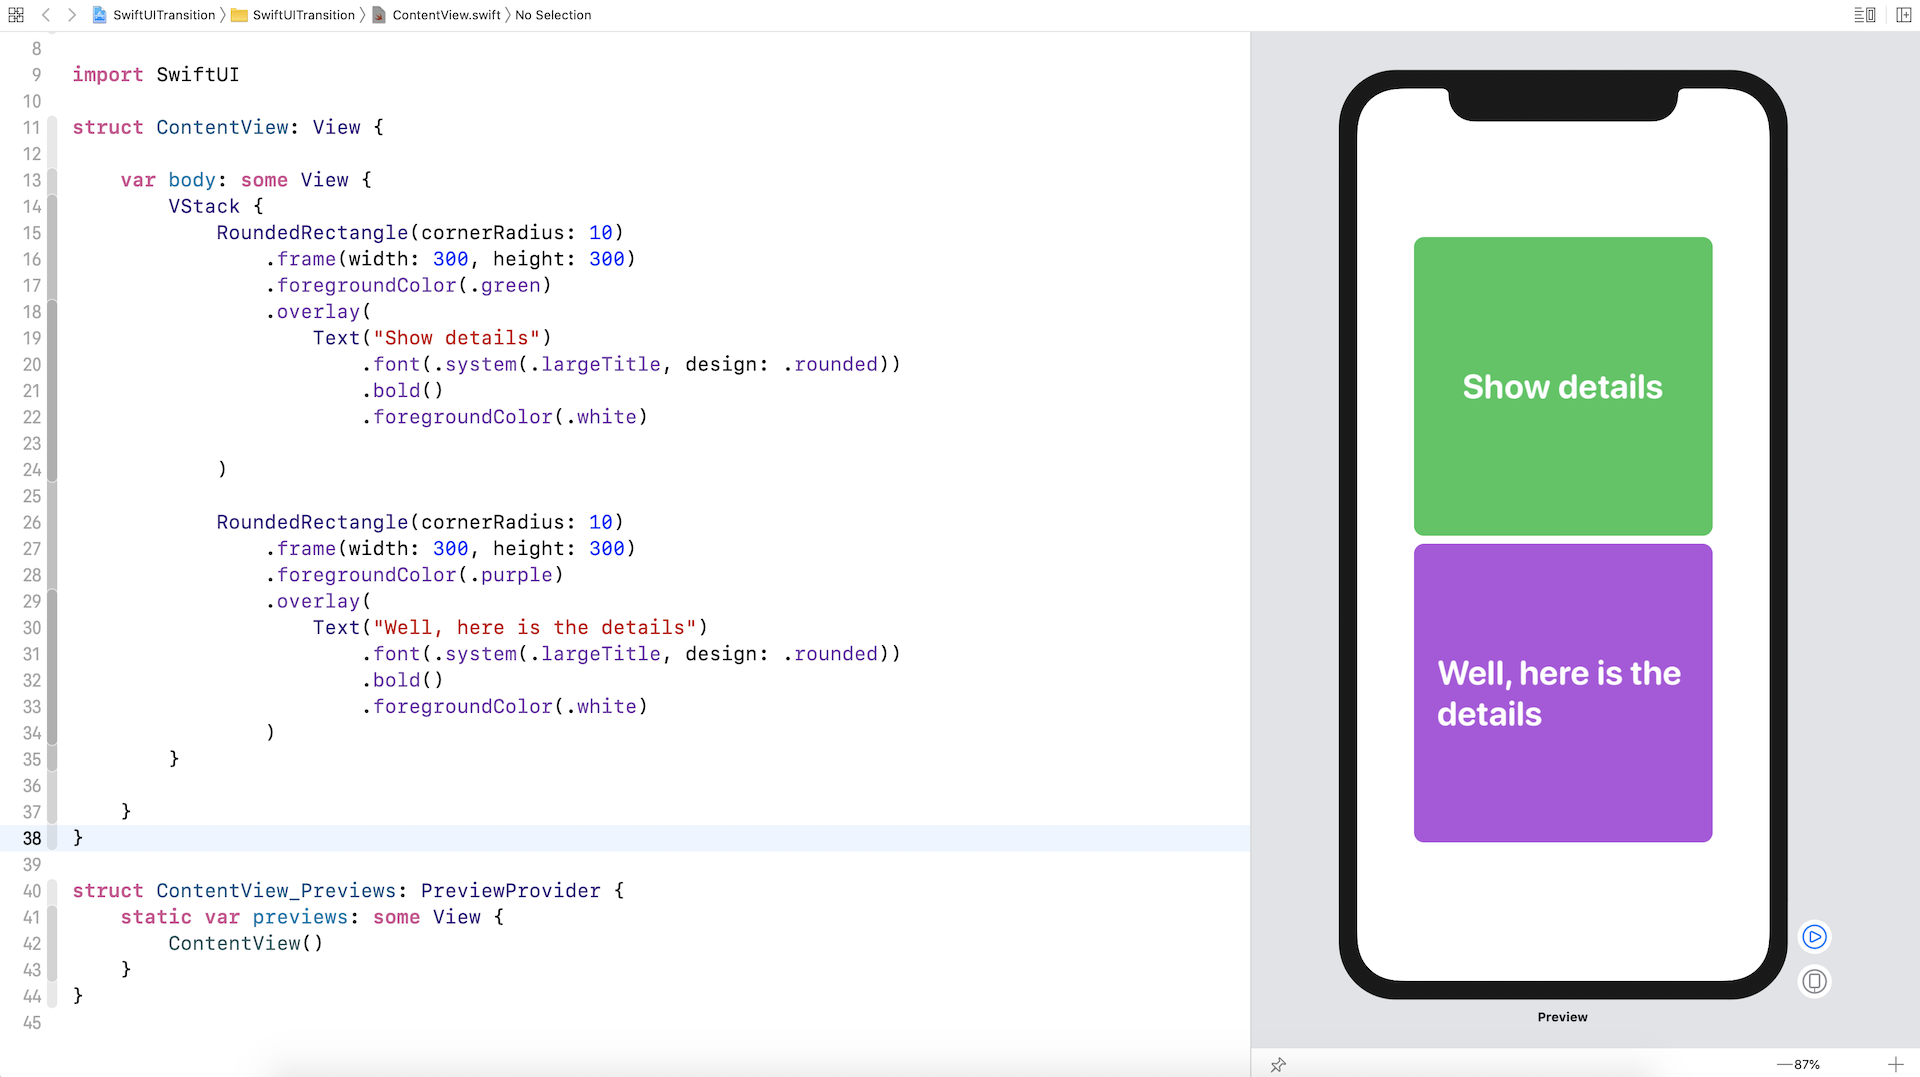 SwiftUITransition SwiftUITransition ContentView.swift No Selection
8
9 import SwiftUI
10
11 struct ContentView: View {
12
13     var body: some View {
14         VStack {
15             RoundedRectangle(cornerRadius: 10)
16                 .frame(width: 300, height: 300)
17                 .foregroundColor(.green)
18                 .overlay(
19                     Text("Show details")
20                         .font(.system(.largeTitle, design: .rounded))
21                         .bold()
22                         .foregroundColor(.white)
23
24             )
25
26             RoundedRectangle(cornerRadius: 10)
27                 .frame(width: 300, height: 300)
28                 .foregroundColor(.purple)
29                 .overlay(
30                     Text("Well, here is the details")
31                         .font(.system(.largeTitle, design: .rounded))
32                         .bold()
33                         .foregroundColor(.white)
34                 )
35         }
36
37     }
38 }
39
40 struct ContentView_Previews: PreviewProvider {
41     static var previews: some View {
42         ContentView()
43     }
44 }
45
Show details
Well, here is the
details
Preview
87%